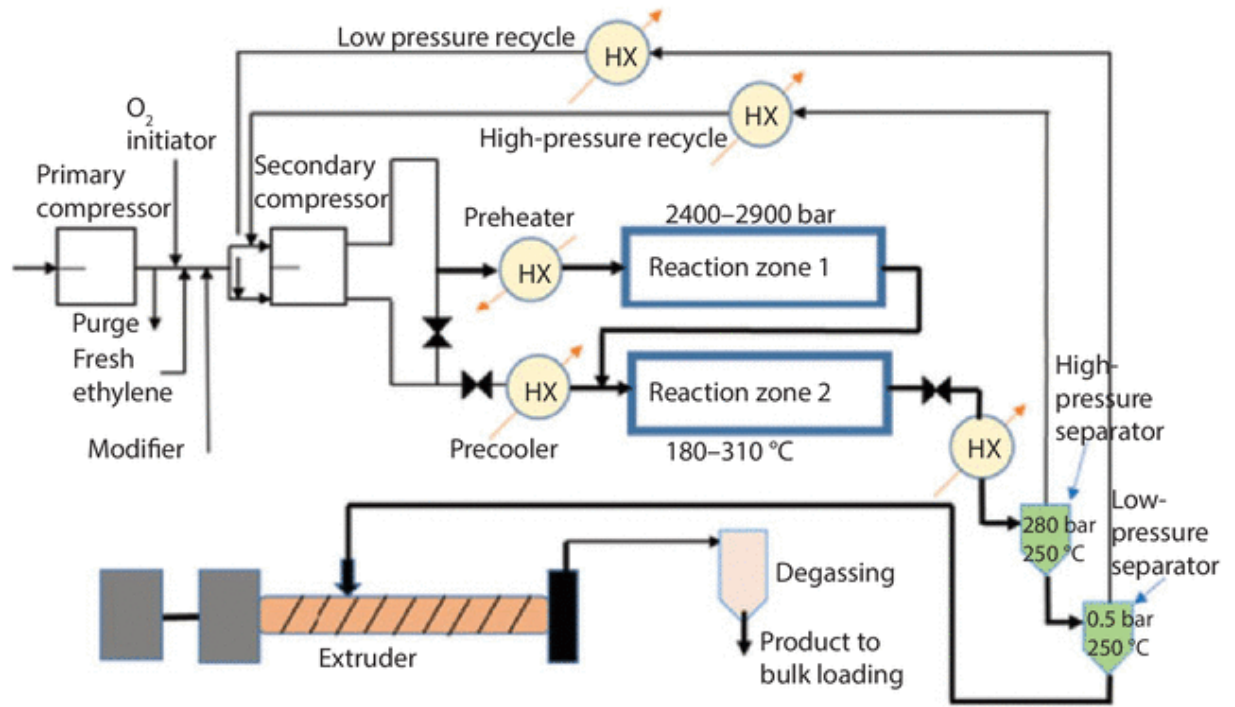 Low pressure recycle
HX
HX
High-pressure recycle
O2
initiator
Primary
compressor
Secondary
compressor
Purge
Fresh
ethylene
Modifier
Preheater
HX
2400–2900 bar
Reaction zone 1
HX
Precooler
Reaction zone 2
180–310 °C
HX
High-
pressure
separator
280 bar
250 °C
Low-
pressure
separator
0.5 bar
250 °C
Extruder
Degassing
Product to
bulk loading